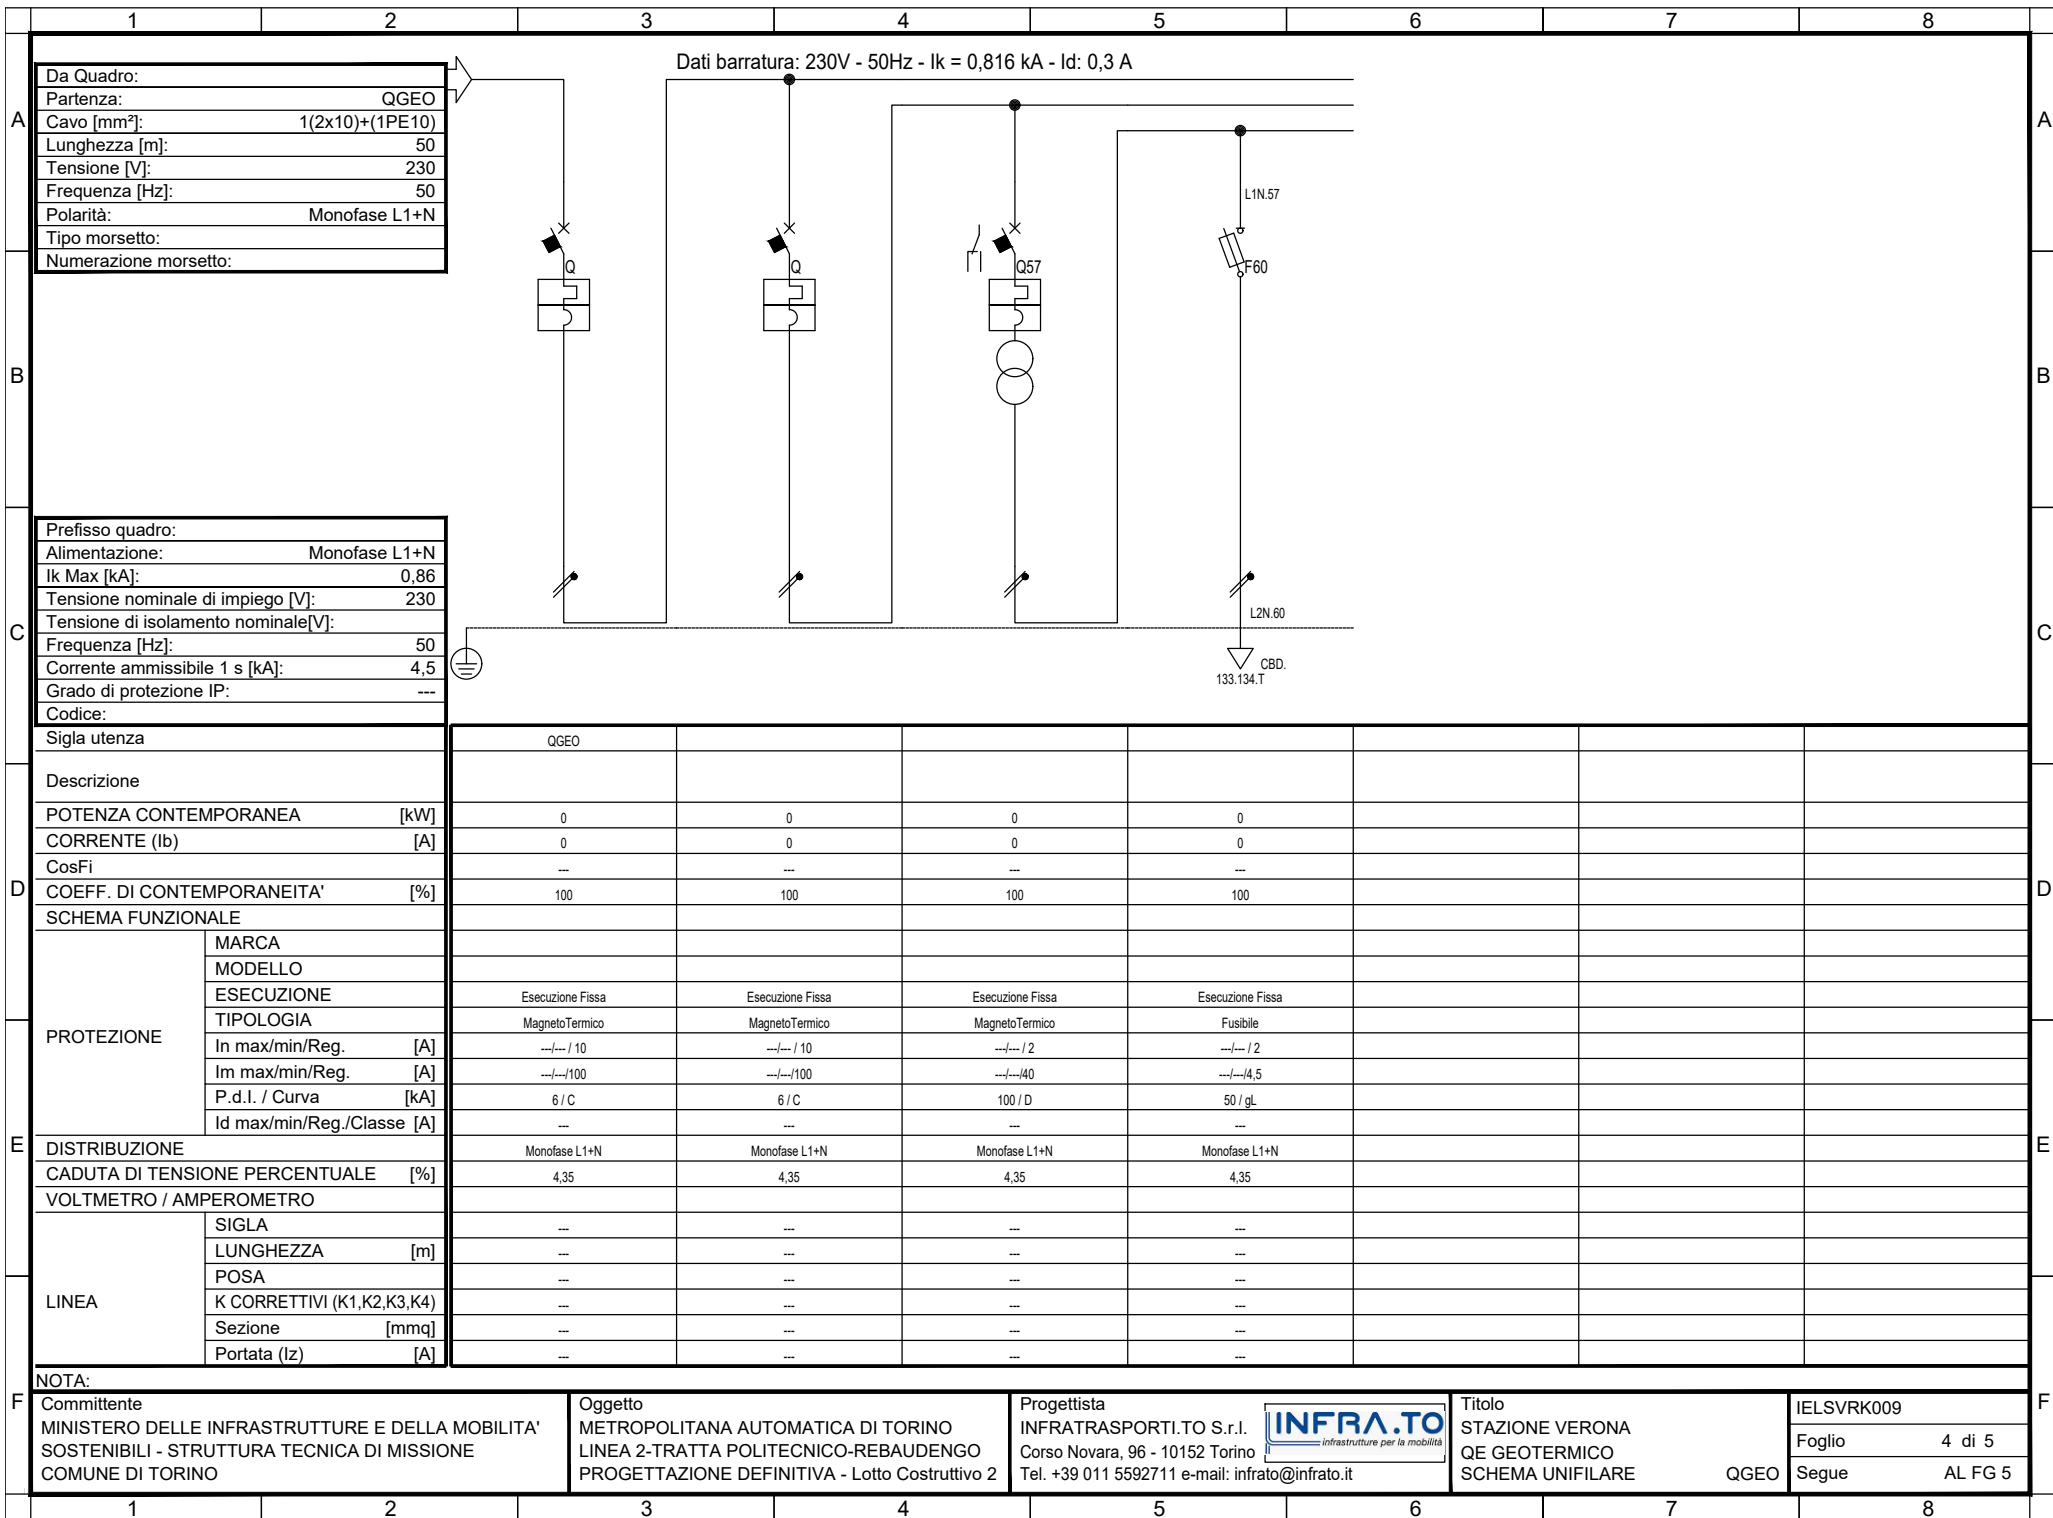 1 2 3 4 5 6 7 8
A A
B B
C C
D D
E E
F F
Dati barratura: 230V - 50Hz - Ik = 0,816 kA - Id: 0,3 A
Da Quadro:
Partenza: QGEO
Cavo [mm²]: 1(2x10)+(1PE10)
Lunghezza [m]: 50
Tensione [V]: 230
Frequenza [Hz]: 50
Polarità: Monofase L1+N
Tipo morsetto:
Numerazione morsetto:
L1N.57
Q Q Q57 F60
Prefisso quadro:
Alimentazione: Monofase L1+N
Ik Max [kA]: 0,86
Tensione nominale di impiego [V]: 230
Tensione di isolamento nominale[V]:
Frequenza [Hz]: 50
Corrente ammissibile 1 s [kA]: 4,5
Grado di protezione IP: ---
Codice:
L2N.60
CBD.
133.134.T
Sigla utenza QGEO
Descrizione
POTENZA CONTEMPORANEA [kW] 0 0 0 0
CORRENTE (Ib) [A] 0 0 0 0
CosFi --- --- --- ---
COEFF. DI CONTEMPORANEITA' [%] 100 100 100 100
SCHEMA FUNZIONALE
PROTEZIONE
MARCA
MODELLO
ESECUZIONE Esecuzione Fissa Esecuzione Fissa Esecuzione Fissa Esecuzione Fissa
TIPOLOGIA MagnetoTermico MagnetoTermico MagnetoTermico Fusibile
In max/min/Reg. [A] ---/--- / 10 ---/--- / 10 ---/--- / 2 ---/--- / 2
Im max/min/Reg. [A] ---/---/100 ---/---/100 ---/---/40 ---/---/4,5
P.d.I. / Curva [kA] 6 / C 6 / C 100 / D 50 / gL
Id max/min/Reg./Classe [A] --- --- --- ---
DISTRIBUZIONE Monofase L1+N Monofase L1+N Monofase L1+N Monofase L1+N
CADUTA DI TENSIONE PERCENTUALE [%] 4,35 4,35 4,35 4,35
VOLTMETRO / AMPEROMETRO
LINEA
SIGLA --- --- --- ---
LUNGHEZZA [m] --- --- --- ---
POSA --- --- --- ---
K CORRETTIVI (K1,K2,K3,K4) --- --- --- ---
Sezione [mmq] --- --- --- ---
Portata (Iz) [A] --- --- --- ---
NOTA:
Committente
MINISTERO DELLE INFRASTRUTTURE E DELLA MOBILITA'
SOSTENIBILI - STRUTTURA TECNICA DI MISSIONE
COMUNE DI TORINO
Oggetto
METROPOLITANA AUTOMATICA DI TORINO
LINEA 2-TRATTA POLITECNICO-REBAUDENGO
PROGETTAZIONE DEFINITIVA - Lotto Costruttivo 2
Progettista
INFRATRASPORTI.TO S.r.l.
Corso Novara, 96 - 10152 Torino
Tel. +39 011 5592711 e-mail: infrato@infrato.it
INFRA.TO
infrastrutture per la mobilità
Titolo
STAZIONE VERONA
QE GEOTERMICO
SCHEMA UNIFILARE QGEO
IELSVRK009
Foglio 4 di 5
Segue AL FG 5
1 2 3 4 5 6 7 8